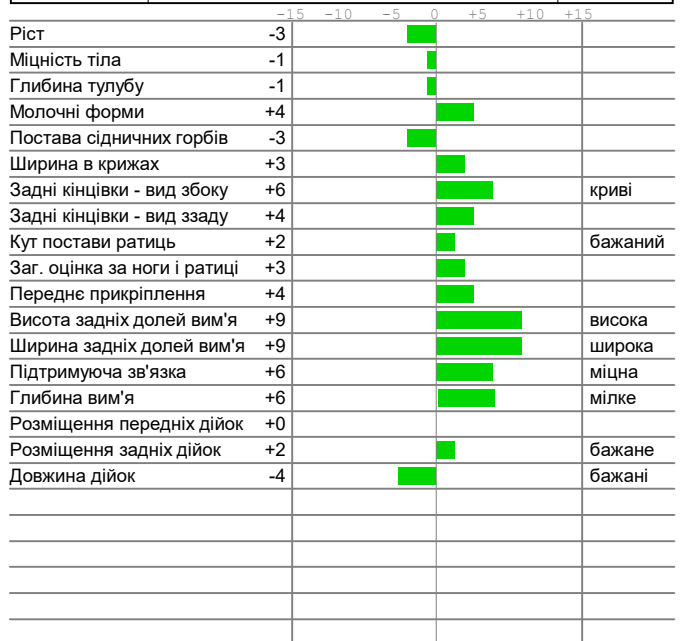 -15 -10 -5 0 +5 +10 +15
Ріст -3
Міцність тіла -1
Глибина тулубу -1
Молочні форми +4
Постава сідничних горбів -3
Ширина в крижах +3
Задні кінцівки - вид збоку +6 криві
Задні кінцівки - вид ззаду +4
Кут постави ратиць +2 бажаний
Заг. оцінка за ноги і ратиці +3
Переднє прикріплення +4
Висота задніх долей вим'я +9 висока
Ширина задніх долей вим'я +9 широка
Підтримуюча зв'язка +6 міцна
Глибина вим'я +6 мілке
Розміщення передніх дійок +0
Розміщення задніх дійок +2 бажане
Довжина дійок -4 бажані